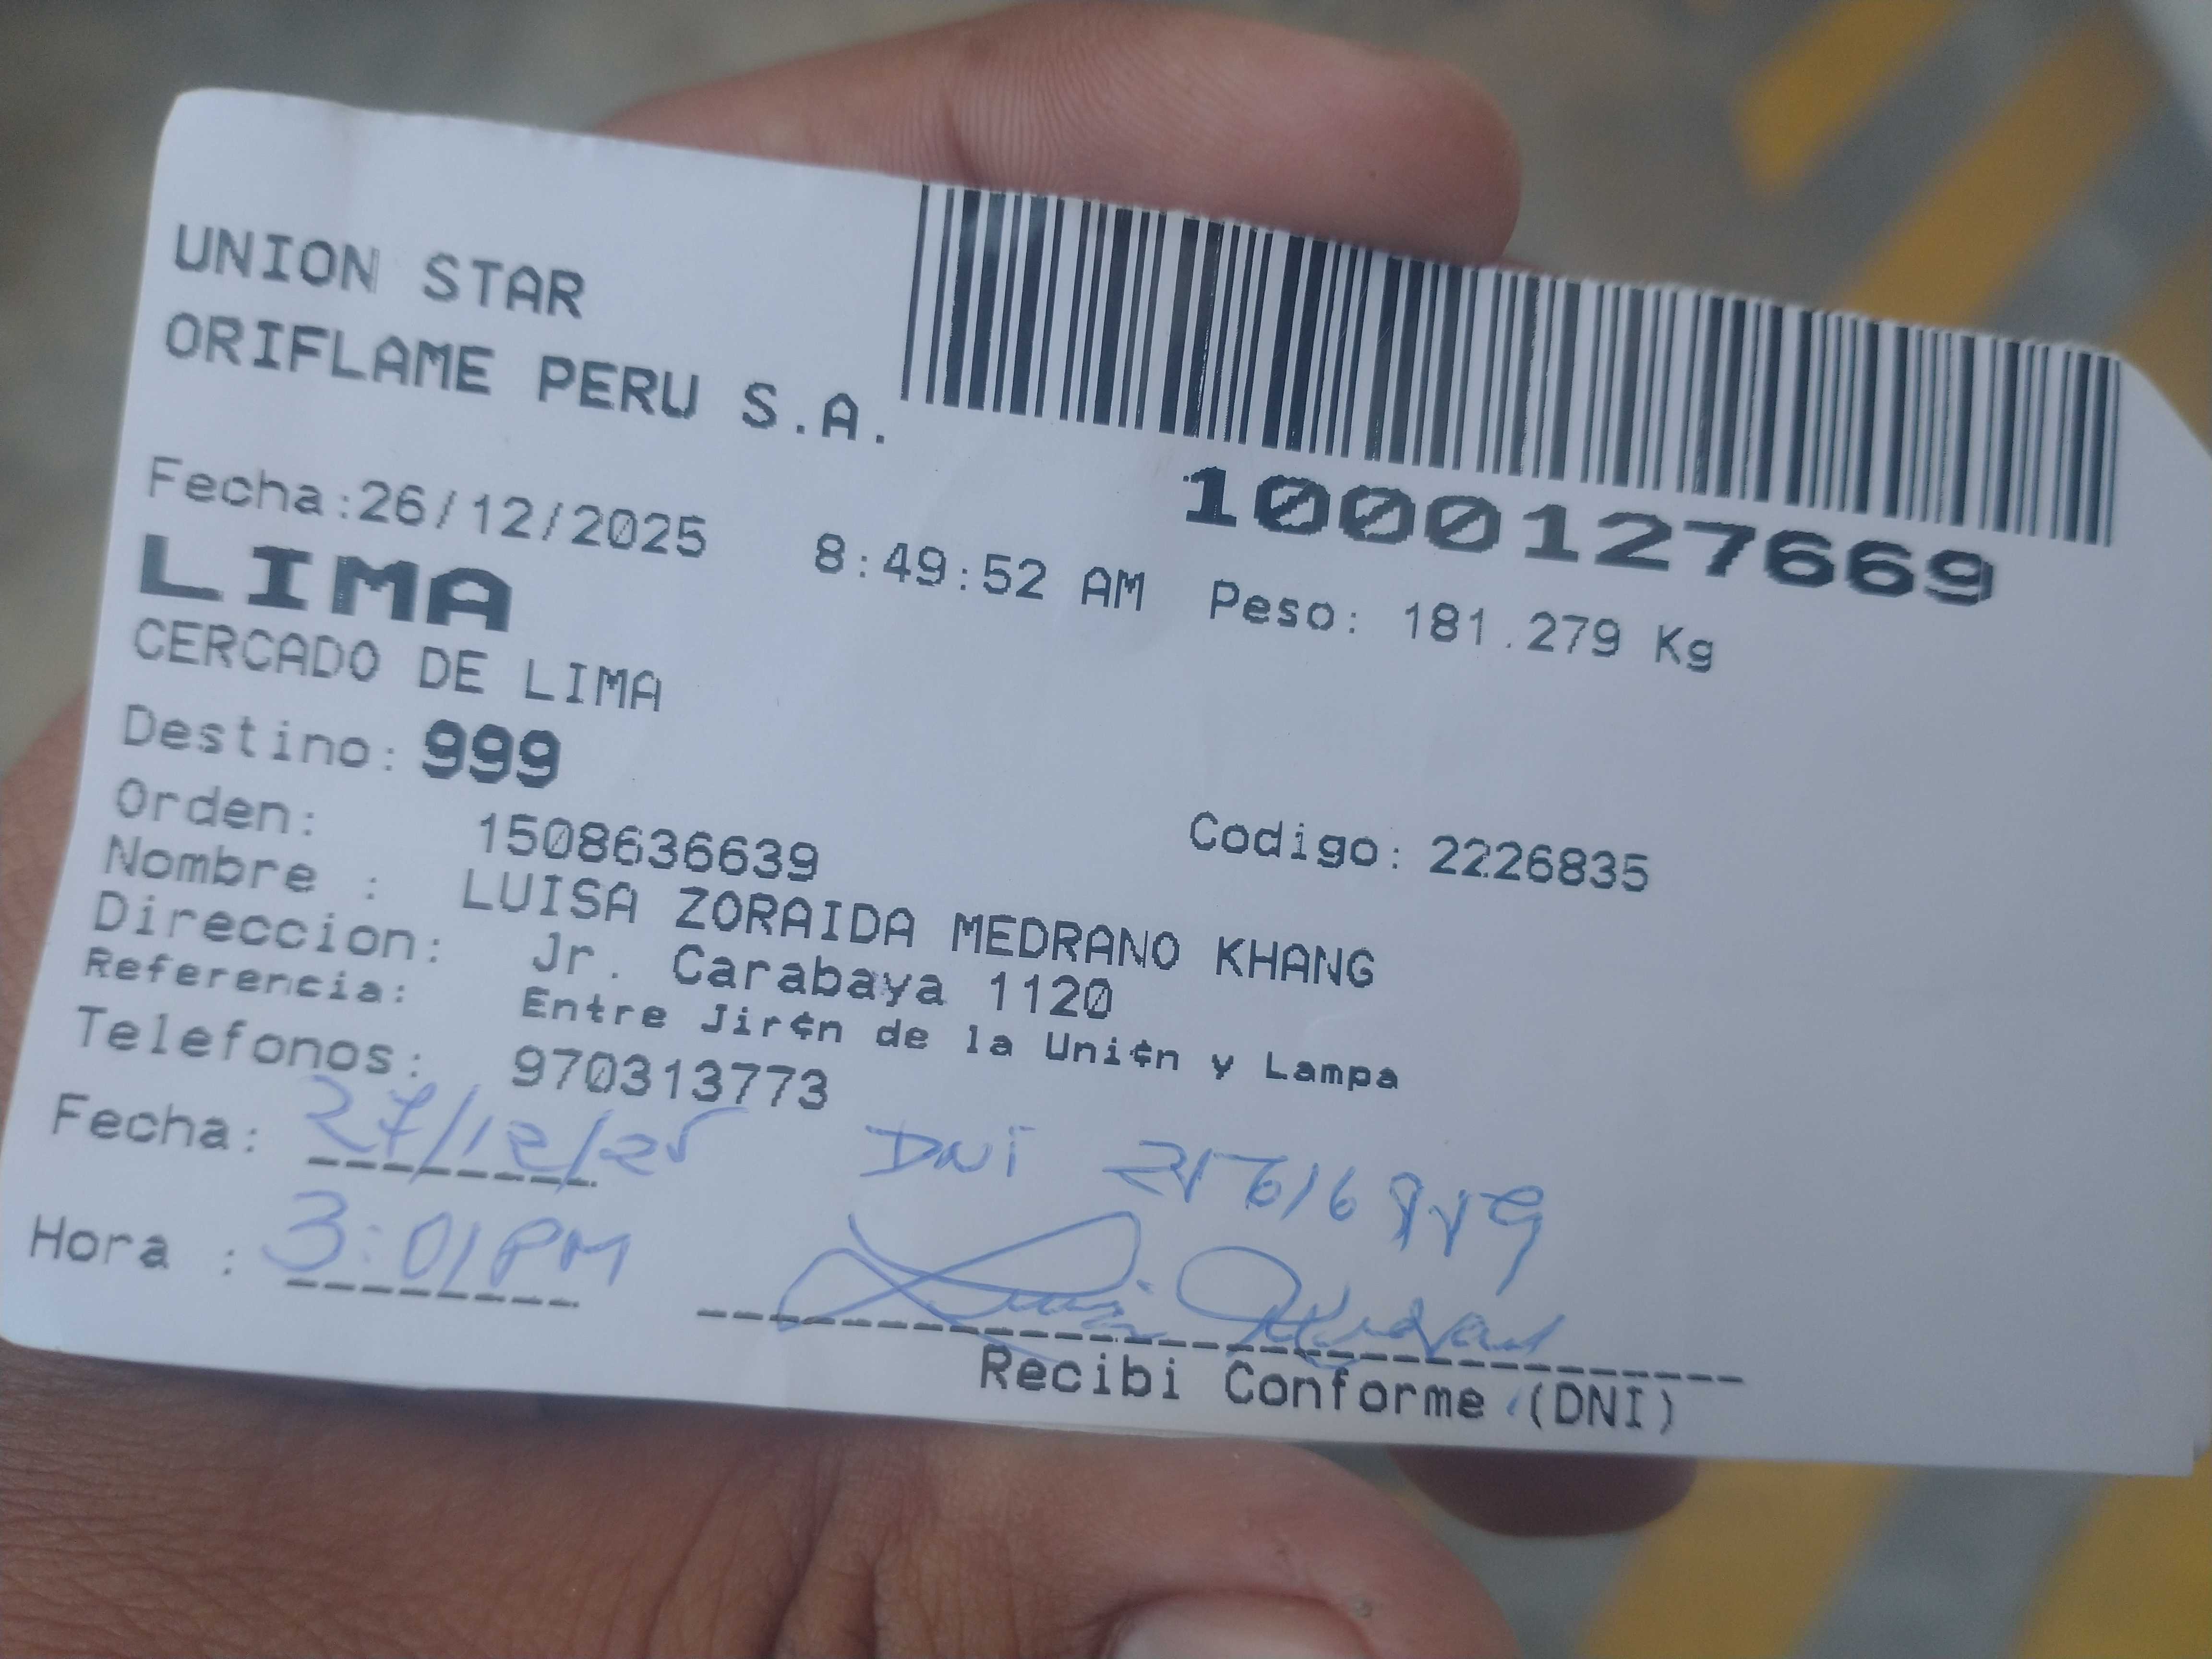 UNION STAR
ORIFLAME PERU S.A.
1000127669
Fecha:26/12/2025 8:49:52 AM Peso: 181.279 Kg
LIMA
CERCADO DE LIMA
Destino: 999
Orden: 1508636639 Codigo: 2226835
Nombre : LUISA ZORAIDA MEDRANO KHANG
Direccion: Jr. Carabaya 1120
Referencia: Entre Jir¢n de la Uni¢n y Lampa
Telefonos: 970313773
Fecha: 27/12/25 DNI
Hora : 3:01PM
Recibi Conforme (DNI)